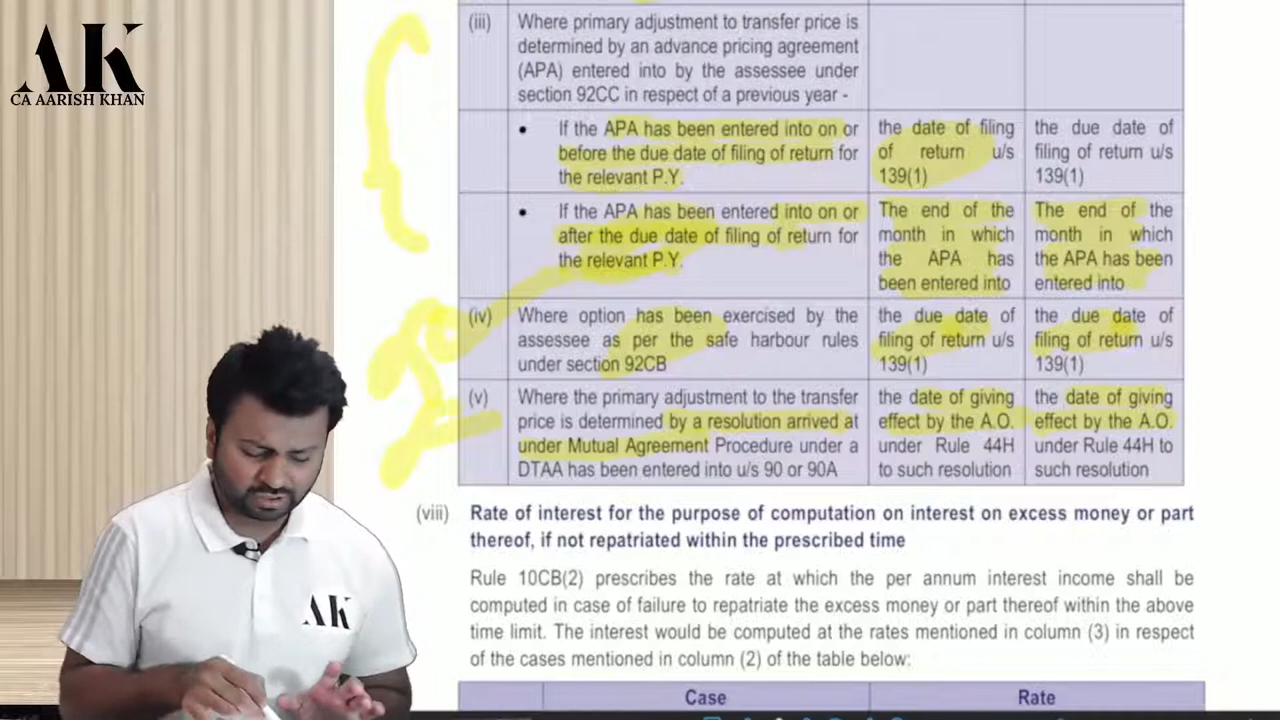 AK
CA AARISH KHAN
(iii) Where primary adjustment to transfer price is
determined by an advance pricing agreement
(APA) entered into by the assessee under
section 92CC in respect of a previous year -
• If the APA has been entered into on or
before the due date of filing of return for
the relevant P.Y.
the date of filing
of return u/s
139(1)
the due date of
filing of return u/s
139(1)
• If the APA has been entered into on or
after the due date of filing of return for
the relevant P.Y.
The end of the
month in which
the APA has
been entered into
The end of the
month in which
the APA has been
entered into
(iv) Where option has been exercised by the
assessee as per the safe harbour rules
under section 92CB
the due date of
filing of return u/s
139(1)
the due date of
filing of return u/s
139(1)
(v) Where the primary adjustment to the transfer
price is determined by a resolution arrived at
under Mutual Agreement Procedure under a
DTAA has been entered into u/s 90 or 90A
the date of giving
effect by the A.O.
under Rule 44H
to such resolution
the date of giving
effect by the A.O.
under Rule 44H to
such resolution
(viii) Rate of interest for the purpose of computation on interest on excess money or part
thereof, if not repatriated within the prescribed time
Rule 10CB(2) prescribes the rate at which the per annum interest income shall be
computed in case of failure to repatriate the excess money or part thereof within the above
time limit. The interest would be computed at the rates mentioned in column (3) in respect
of the cases mentioned in column (2) of the table below:
Case Rate
AK